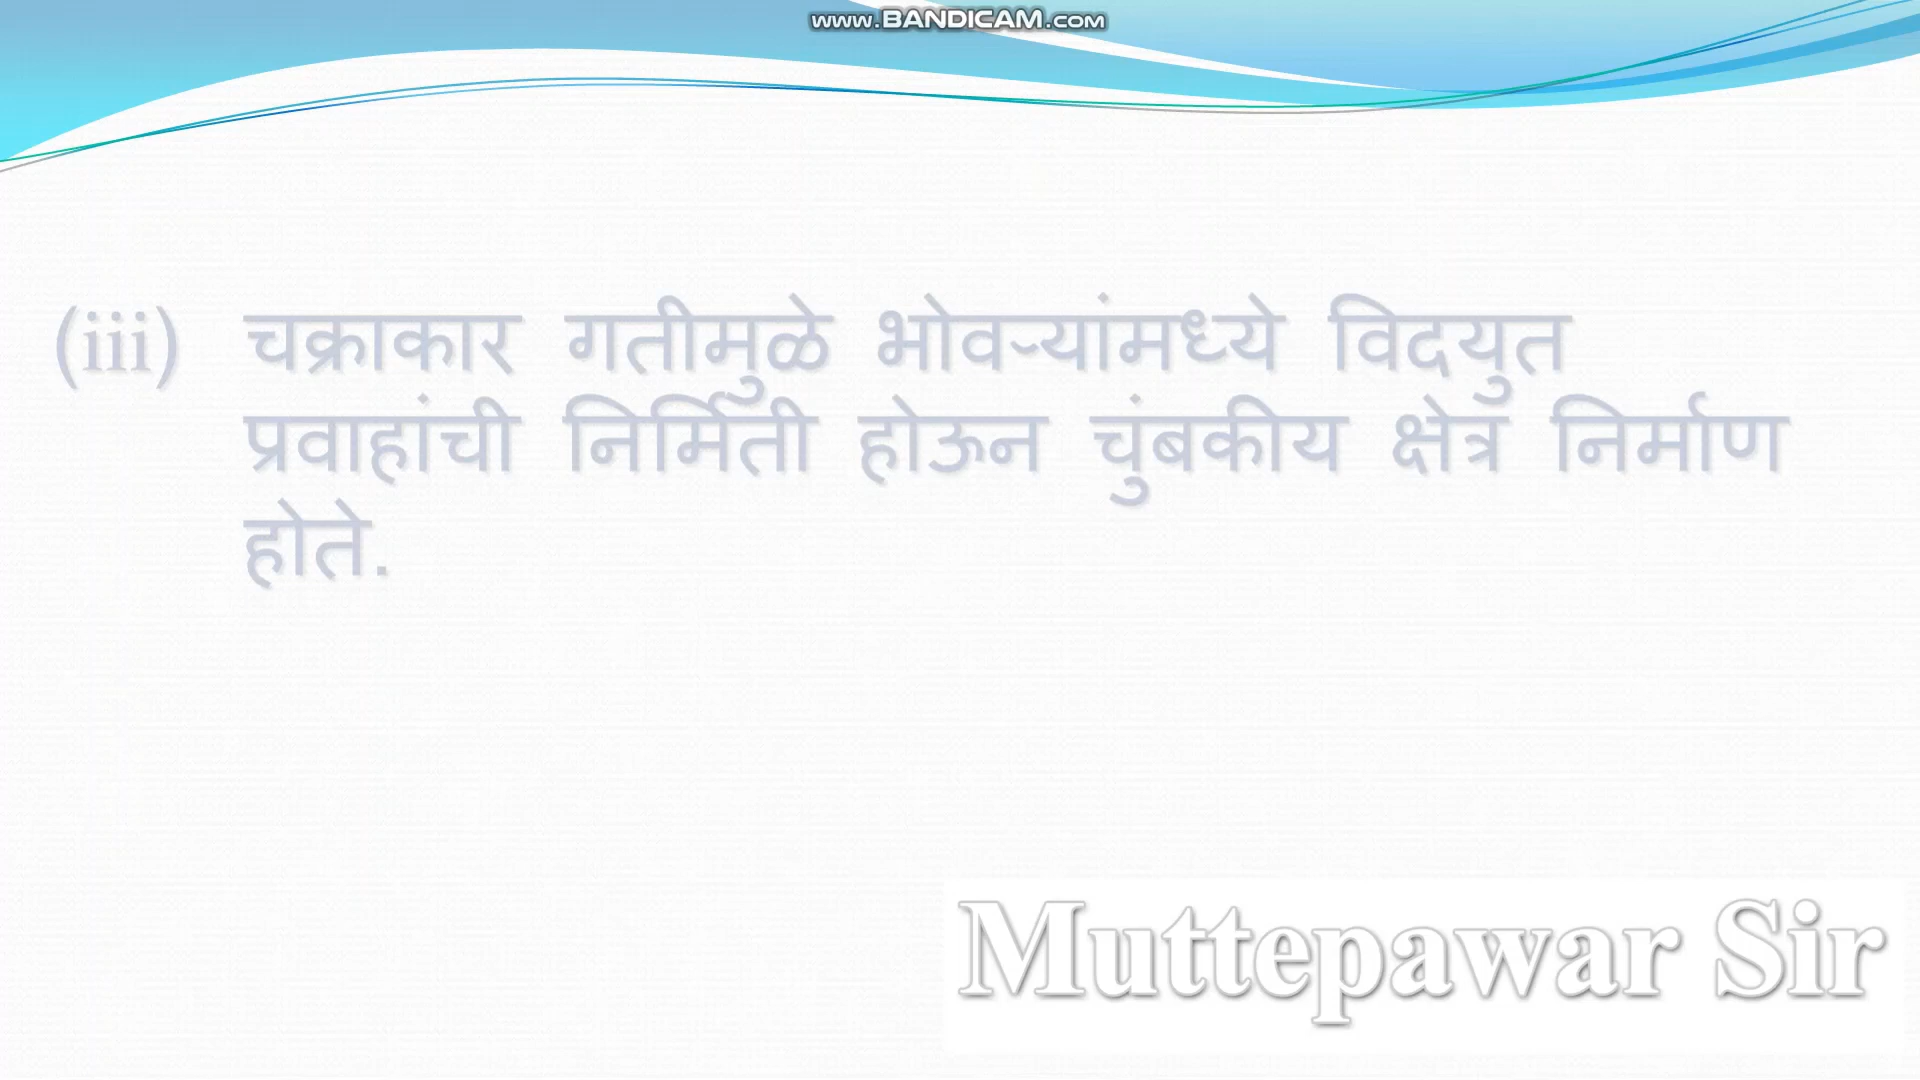 www.BANDICAM.com
(iii) चक्राकार गतीमुळे भोवऱ्यांमध्ये विदयुत
प्रवाहांची निर्मिती होऊन चुंबकीय क्षेत्र निर्माण
होते.
Muttepawar Sir